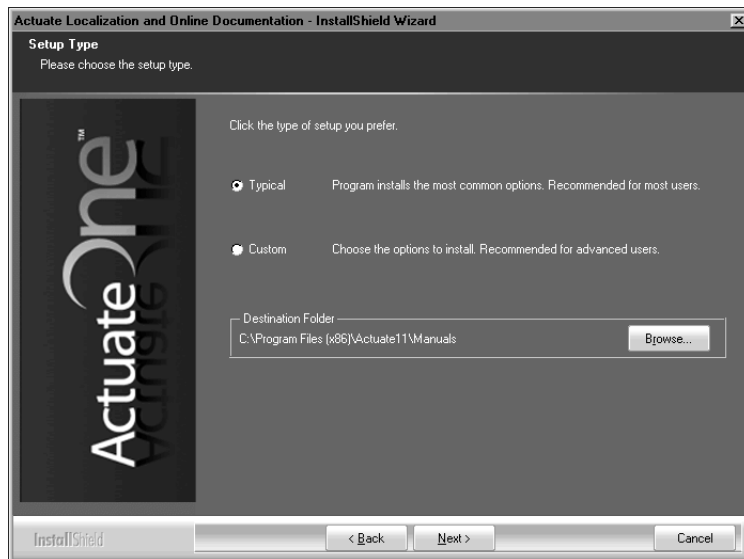 Actuate Localization and Online Documentation - InstallShield Wizard
Setup Type
Please choose the setup type.
ActuateOne™
Click the type of setup you prefer.
Typical Program installs the most common options. Recommended for most users.
Custom Choose the options to install. Recommended for advanced users.
Destination Folder
C:\Program Files (x86)\Actuate11\Manuals
Browse...
InstallShield
< Back Next > Cancel